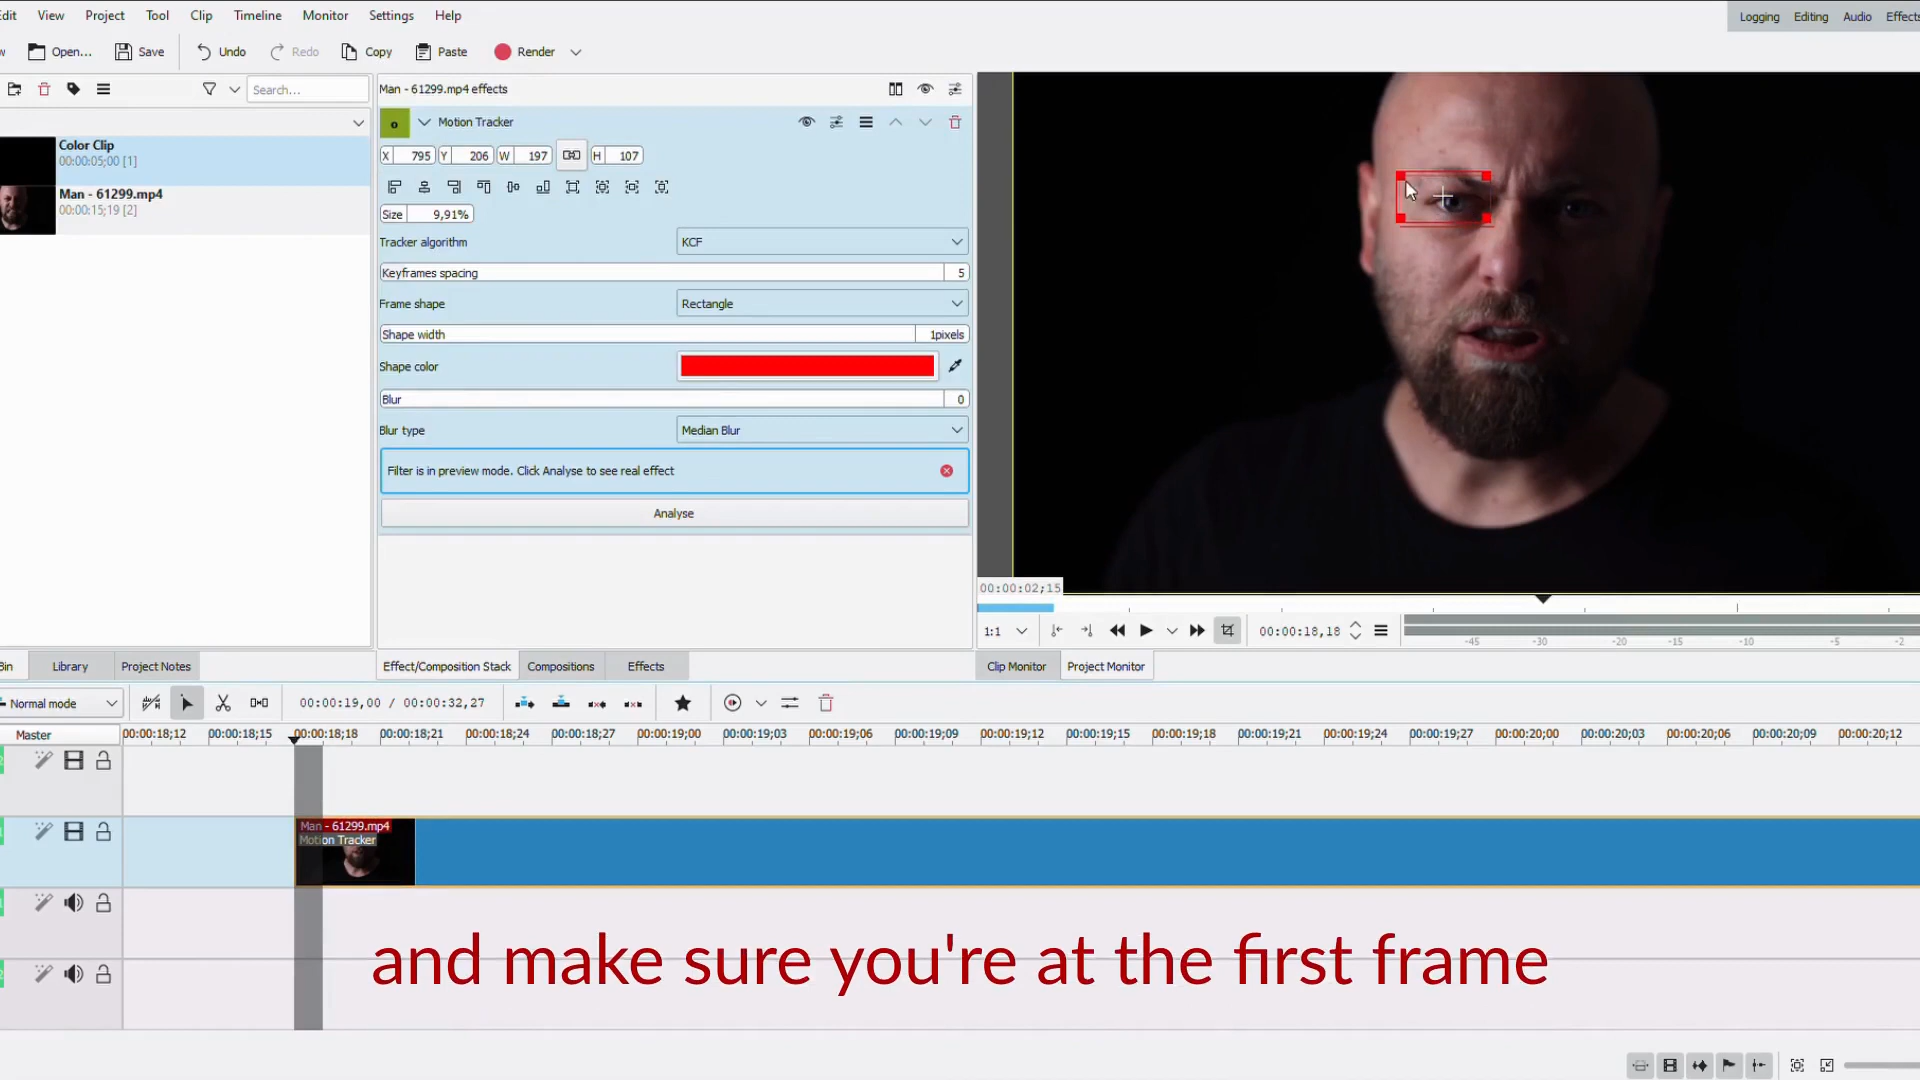 dit View Project Tool Clip Timeline Monitor Settings Help
Logging Editing Audio Effects
w Open... Save Undo Redo Copy Paste Render
Search...
Man - 61299.mp4 effects
Motion Tracker
Color Clip
00:00:05;00 [1]
Man - 61299.mp4
00:00:15;19 [2]
X 795 Y 206 W 197 H 107
Size 9,91%
Tracker algorithm KCF
Keyframes spacing 5
Frame shape Rectangle
Shape width 1pixels
Shape color
Blur 0
Blur type Median Blur
Filter is in preview mode. Click Analyse to see real effect
Analyse
00:00:02;15
1:1 00:00:18,18
-45 -30 -20 -15 -10 -5 -2
Bin Library Project Notes
Effect/Composition Stack Compositions Effects
Clip Monitor Project Monitor
Normal mode 00:00:19,00 / 00:00:32,27
Master 00:00:18;12 00:00:18;15 00:00:18;18 00:00:18;21 00:00:18;24 00:00:18;27 00:00:19;00 00:00:19;03 00:00:19;06 00:00:19;09 00:00:19;12 00:00:19;15 00:00:19;18 00:00:19;21 00:00:19;24 00:00:19;27 00:00:20;00 00:00:20;03 00:00:20;06 00:00:20;09 00:00:20;12
Man - 61299.mp4
Motion Tracker
and make sure you're at the first frame